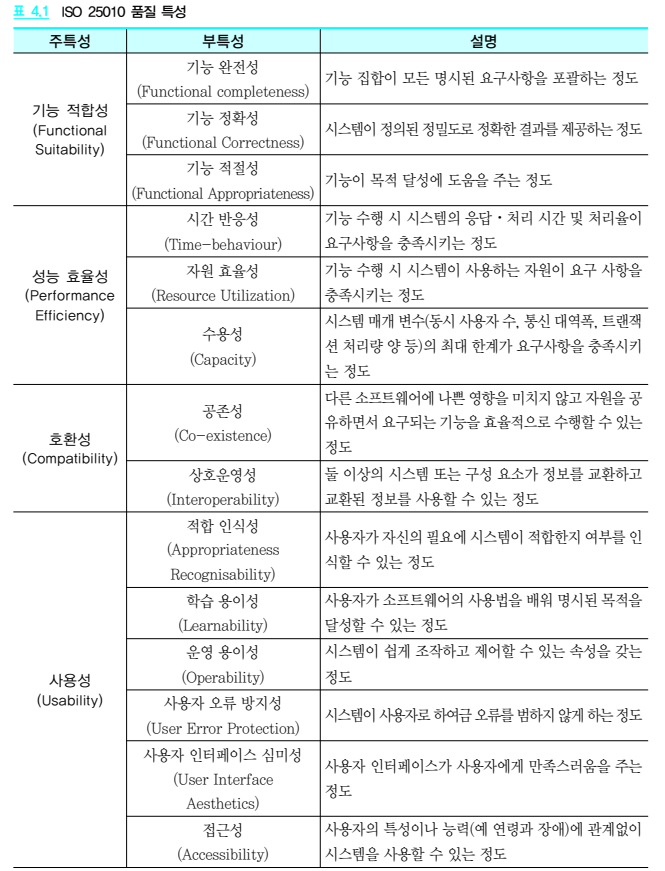 표 4.1 ISO 25010 품질 특성
주특성 부특성 설명
기능 적합성
(Functional
Suitability)
기능 완전성
(Functional completeness)
기능 집합이 모든 명시된 요구사항을 포괄하는 정도
기능 정확성
(Functional Correctness)
시스템이 정의된 정밀도로 정확한 결과를 제공하는 정도
기능 적절성
(Functional Appropriateness)
기능이 목적 달성에 도움을 주는 정도
성능 효율성
(Performance
Efficiency)
시간 반응성
(Time-behaviour)
기능 수행 시 시스템의 응답·처리 시간 및 처리율이
요구사항을 충족시키는 정도
자원 효율성
(Resource Utilization)
기능 수행 시 시스템이 사용하는 자원이 요구 사항을
충족시키는 정도
수용성
(Capacity)
시스템 매개 변수(동시 사용자 수, 통신 대역폭, 트랜잭
션 처리량 양 등)의 최대 한계가 요구사항을 충족시키
는 정도
호환성
(Compatibility)
공존성
(Co-existence)
다른 소프트웨어에 나쁜 영향을 미치지 않고 자원을 공
유하면서 요구되는 기능을 효율적으로 수행할 수 있는
정도
상호운영성
(Interoperability)
둘 이상의 시스템 또는 구성 요소가 정보를 교환하고
교환된 정보를 사용할 수 있는 정도
사용성
(Usability)
적합 인식성
(Appropriateness
Recognisability)
사용자가 자신의 필요에 시스템이 적합한지 여부를 인
식할 수 있는 정도
학습 용이성
(Learnability)
사용자가 소프트웨어의 사용법을 배워 명시된 목적을
달성할 수 있는 정도
운영 용이성
(Operability)
시스템이 쉽게 조작하고 제어할 수 있는 속성을 갖는
정도
사용자 오류 방지성
(User Error Protection)
시스템이 사용자로 하여금 오류를 범하지 않게 하는 정도
사용자 인터페이스 심미성
(User Interface
Aesthetics)
사용자 인터페이스가 사용자에게 만족스러움을 주는
정도
접근성
(Accessibility)
사용자의 특성이나 능력(예 연령과 장애)에 관계없이
시스템을 사용할 수 있는 정도